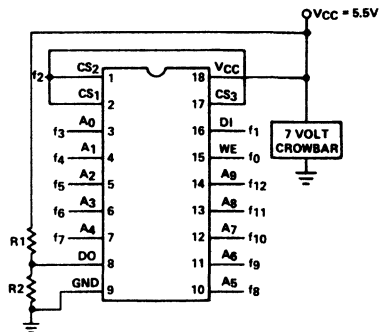 VCC = 5.5V
f2 CS2 1 18 VCC
CS1 2 17 CS3
f3 A0 3 16 DI f1
f4 A1 4 15 WE f0
f5 A2 5 14 A9 f12
f6 A3 6 13 A8 f11
f7 A4 7 12 A7 f10
R1 DO 8 11 A6 f9
R2 GND 9 10 A5 f8
7 VOLT
CROWBAR